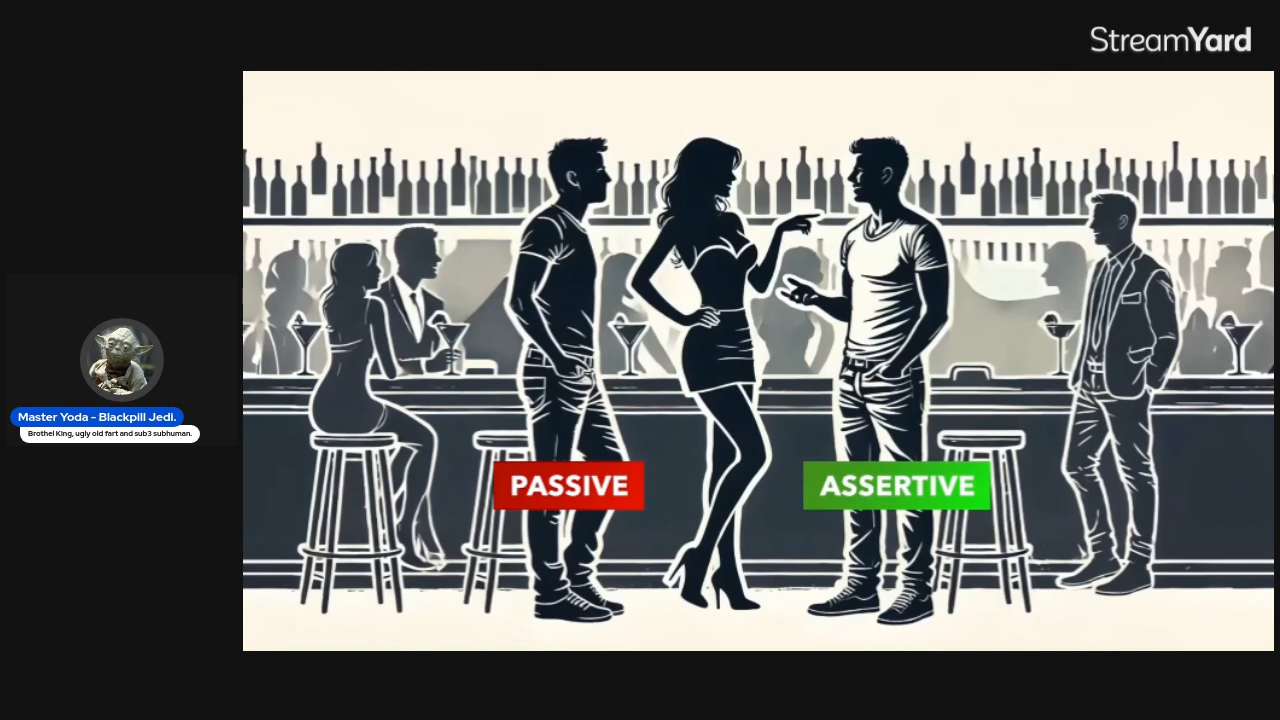 StreamYard
PASSIVE
ASSERTIVE
Master Yoda - Blackpill Jedi.
Brothel King, ugly old fart and sub3 subhuman.